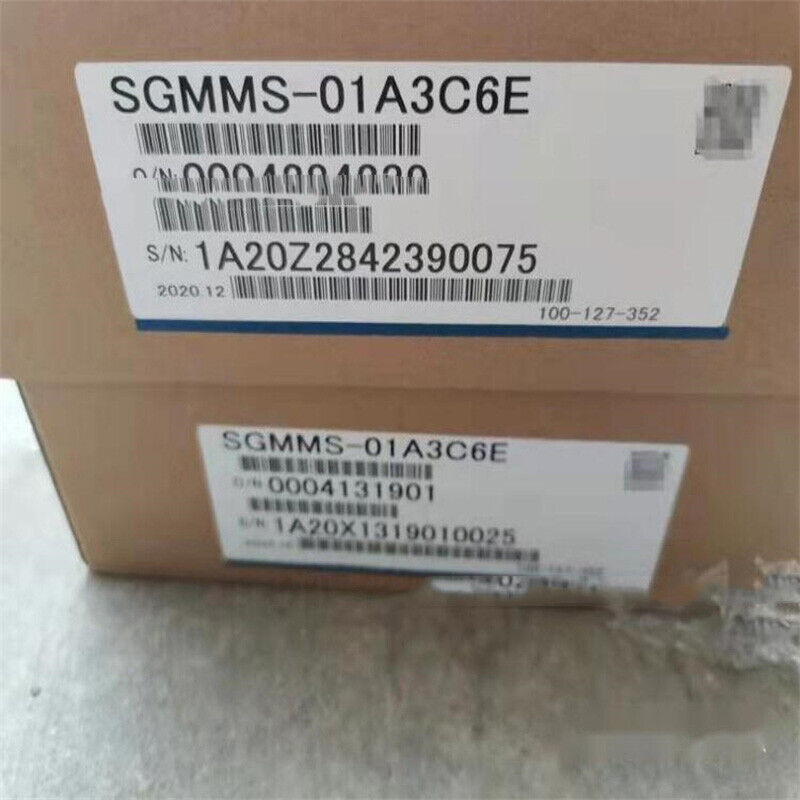 SGMMS-01A3C6E
O/N:
S/N: 1A20Z2842390075
2020.12
100-127-352
SGMMS-01A3C6E
O/N: 0004131901
S/N: 1A20X1319010025